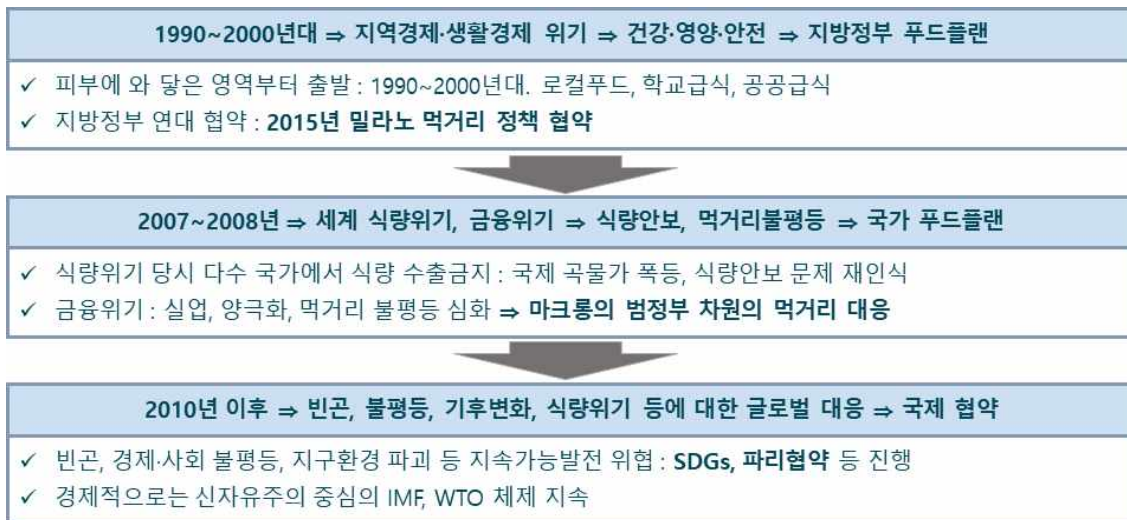 1990~2000년대 ⇒ 지역경제·생활경제 위기 ⇒ 건강·영양·안전 ⇒ 지방정부 푸드플랜
✓ 피부에 와 닿은 영역부터 출발 : 1990~2000년대. 로컬푸드, 학교급식, 공공급식
✓ 지방정부 연대 협약 : 2015년 밀라노 먹거리 정책 협약
2007~2008년 ⇒ 세계 식량위기, 금융위기 ⇒ 식량안보, 먹거리불평등 ⇒ 국가 푸드플랜
✓ 식량위기 당시 다수 국가에서 식량 수출금지 : 국제 곡물가 폭등, 식량안보 문제 재인식
✓ 금융위기 : 실업, 양극화, 먹거리 불평등 심화 ⇒ 마크롱의 범정부 차원의 먹거리 대응
2010년 이후 ⇒ 빈곤, 불평등, 기후변화, 식량위기 등에 대한 글로벌 대응 ⇒ 국제 협약
✓ 빈곤, 경제·사회 불평등, 지구환경 파괴 등 지속가능발전 위협 : SDGs, 파리협약 등 진행
✓ 경제적으로는 신자유주의 중심의 IMF, WTO 체제 지속